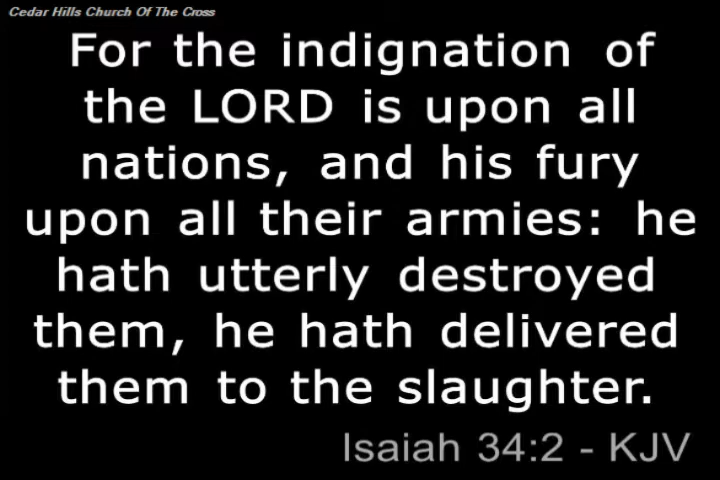 Cedar Hills Church Of The Cross
For the indignation of
the LORD is upon all
nations, and his fury
upon all their armies: he
hath utterly destroyed
them, he hath delivered
them to the slaughter.
Isaiah 34:2 - KJV